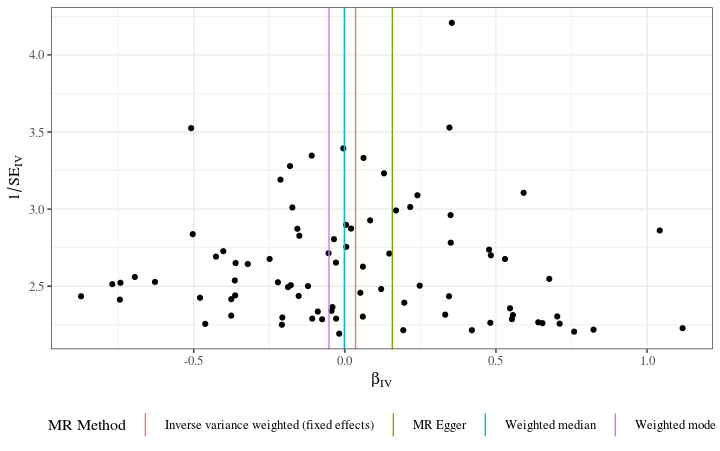 4.0
3.5
3.0
2.5
1/SE_IV
-0.5 0.0 0.5 1.0
β_IV
MR Method Inverse variance weighted (fixed effects) MR Egger Weighted median Weighted mode